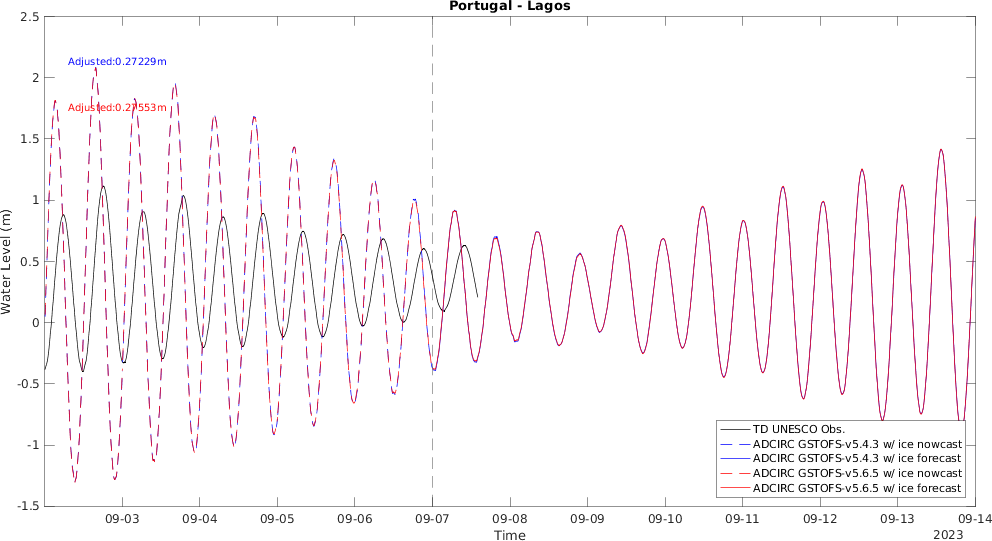 Portugal - Lagos
2.5
2
1.5
1
0.5
0
-0.5
-1
-1.5
Water Level (m)
Adjusted:0.27229m
Adjusted:0.27553m
TD UNESCO Obs.
ADCIRC GSTOFS-v5.4.3 w/ ice nowcast
ADCIRC GSTOFS-v5.4.3 w/ ice forecast
ADCIRC GSTOFS-v5.6.5 w/ ice nowcast
ADCIRC GSTOFS-v5.6.5 w/ ice forecast
09-03 09-04 09-05 09-06 09-07 09-08 09-09 09-10 09-11 09-12 09-13 09-14
Time
2023